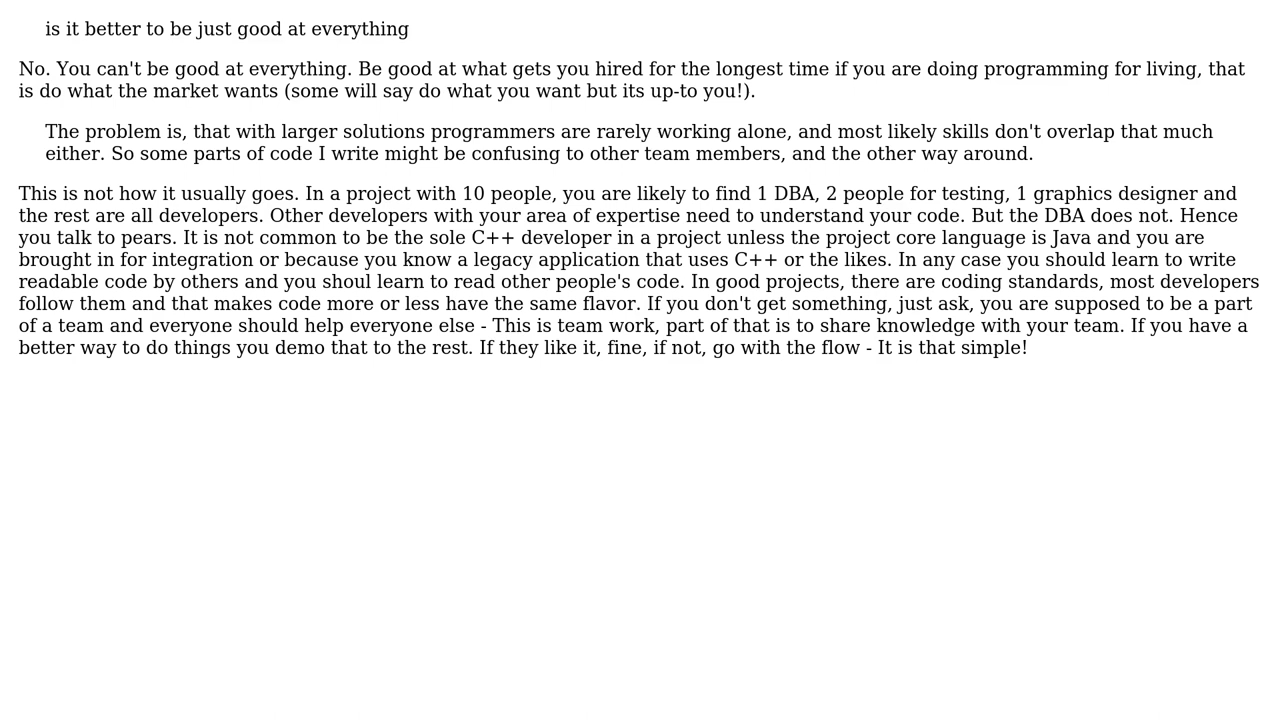 is it better to be just good at everything
No. You can't be good at everything. Be good at what gets you hired for the longest time if you are doing programming for living, that
is do what the market wants (some will say do what you want but its up-to you!).
The problem is, that with larger solutions programmers are rarely working alone, and most likely skills don't overlap that much
either. So some parts of code I write might be confusing to other team members, and the other way around.
This is not how it usually goes. In a project with 10 people, you are likely to find 1 DBA, 2 people for testing, 1 graphics designer and
the rest are all developers. Other developers with your area of expertise need to understand your code. But the DBA does not. Hence
you talk to pears. It is not common to be the sole C++ developer in a project unless the project core language is Java and you are
brought in for integration or because you know a legacy application that uses C++ or the likes. In any case you should learn to write
readable code by others and you shoul learn to read other people's code. In good projects, there are coding standards, most developers
follow them and that makes code more or less have the same flavor. If you don't get something, just ask, you are supposed to be a part
of a team and everyone should help everyone else - This is team work, part of that is to share knowledge with your team. If you have a
better way to do things you demo that to the rest. If they like it, fine, if not, go with the flow - It is that simple!